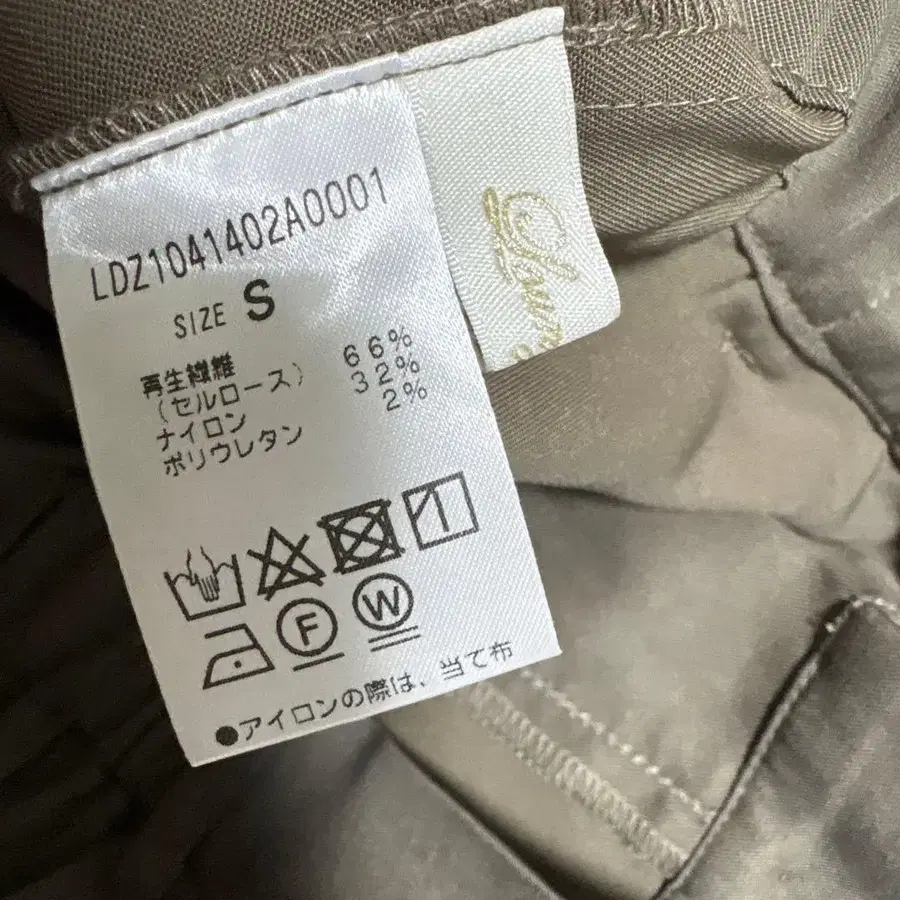 LDZ1041402A0001
SIZE S
再生繊維 66%
(セルロース)
ナイロン 32%
ポリウレタン 2%
F W
●アイロンの際は、当て布